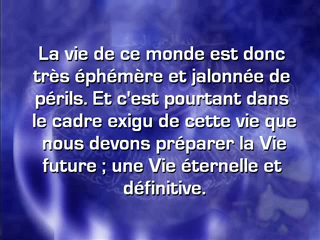 La vie de ce monde est donc
très éphémère et jalonnée de
périls. Et c'est pourtant dans
le cadre exigu de cette vie que
nous devons préparer la Vie
future ; une Vie éternelle et
définitive.